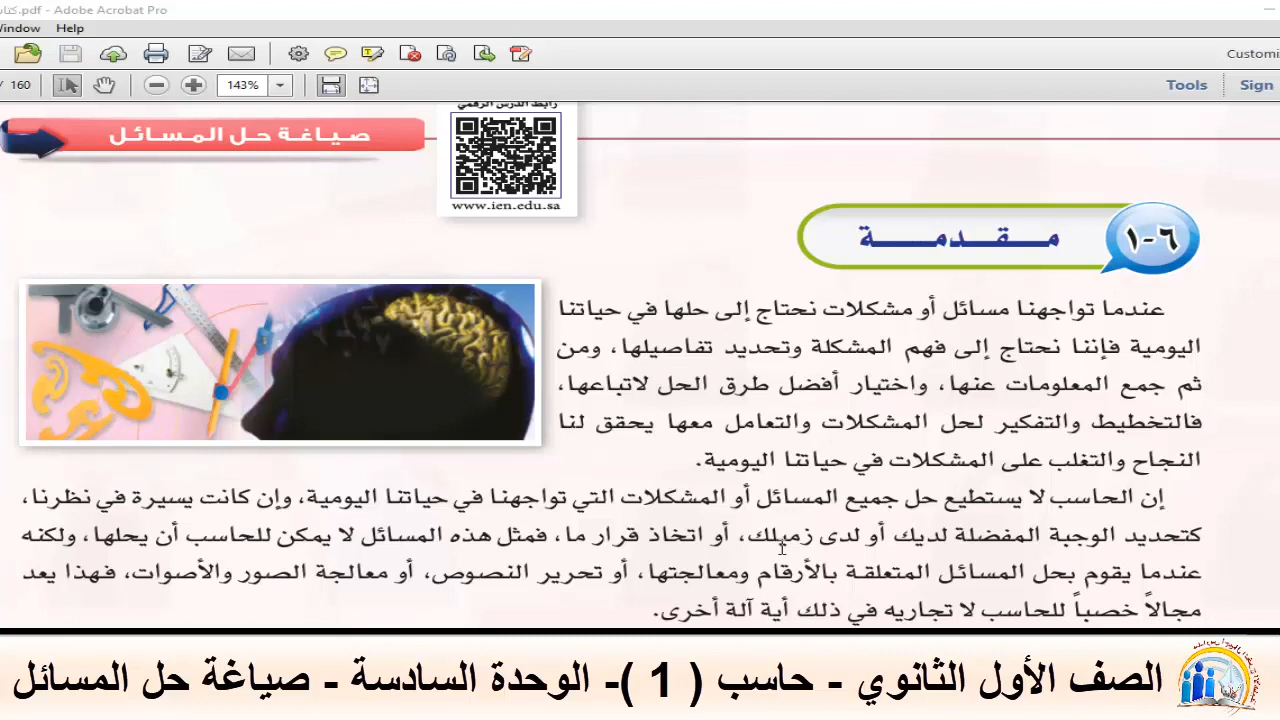 .pdf - Adobe Acrobat Pro
Window Help
Customi
/ 160
143%
Tools
Sign
رابط الدرس الرقمي
صياغة حل المسائل
www.ien.edu.sa
٦-١
مقدمة
عندما تواجهنا مسائل أو مشكلات نحتاج إلى حلها في حياتنا
اليومية فإننا نحتاج إلى فهم المشكلة وتحديد تفاصيلها، ومن
ثم جمع المعلومات عنها، واختيار أفضل طرق الحل لاتباعها،
فالتخطيط والتفكير لحل المشكلات والتعامل معها يحقق لنا
النجاح والتغلب على المشكلات في حياتنا اليومية.
إن الحاسب لا يستطيع حل جميع المسائل أو المشكلات التي تواجهنا في حياتنا اليومية، وإن كانت يسيرة في نظرنا،
كتحديد الوجبة المفضلة لديك أو لدى زميلك، أو اتخاذ قرار ما، فمثل هذه المسائل لا يمكن للحاسب أن يحلها، ولكنه
عندما يقوم بحل المسائل المتعلقة بالأرقام ومعالجتها، أو تحرير النصوص، أو معالجة الصور والأصوات، فهذا يعد
مجالاً خصباً للحاسب لا تجاريه في ذلك أية آلة أخرى.
الصف الأول الثانوي - حاسب ( 1 )- الوحدة السادسة - صياغة حل المسائل